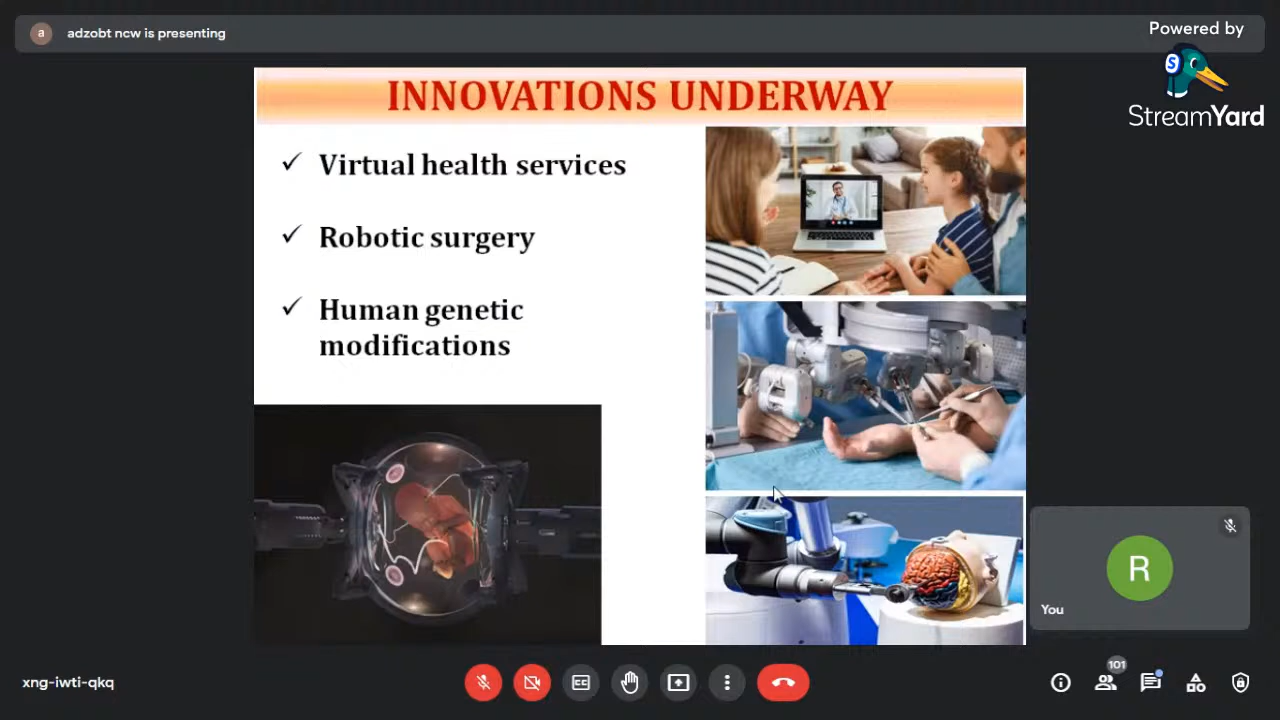 a adzobt ncw is presenting
Powered by
S
StreamYard
INNOVATIONS UNDERWAY
✓ Virtual health services
✓ Robotic surgery
✓ Human genetic
modifications
R
You
xng-iwti-qkq
CC
101